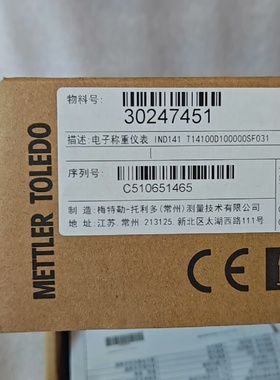 METTLER TOLEDO
物料号:
30247451
描述: 电子称重仪表 IND141 T14100D100000SF031
序列号:
C510651465
制 造: 梅特勒-托利多(常州)测量技术有限公司
地 址: 江苏.常州 213125.新北区太湖西路111号
CE